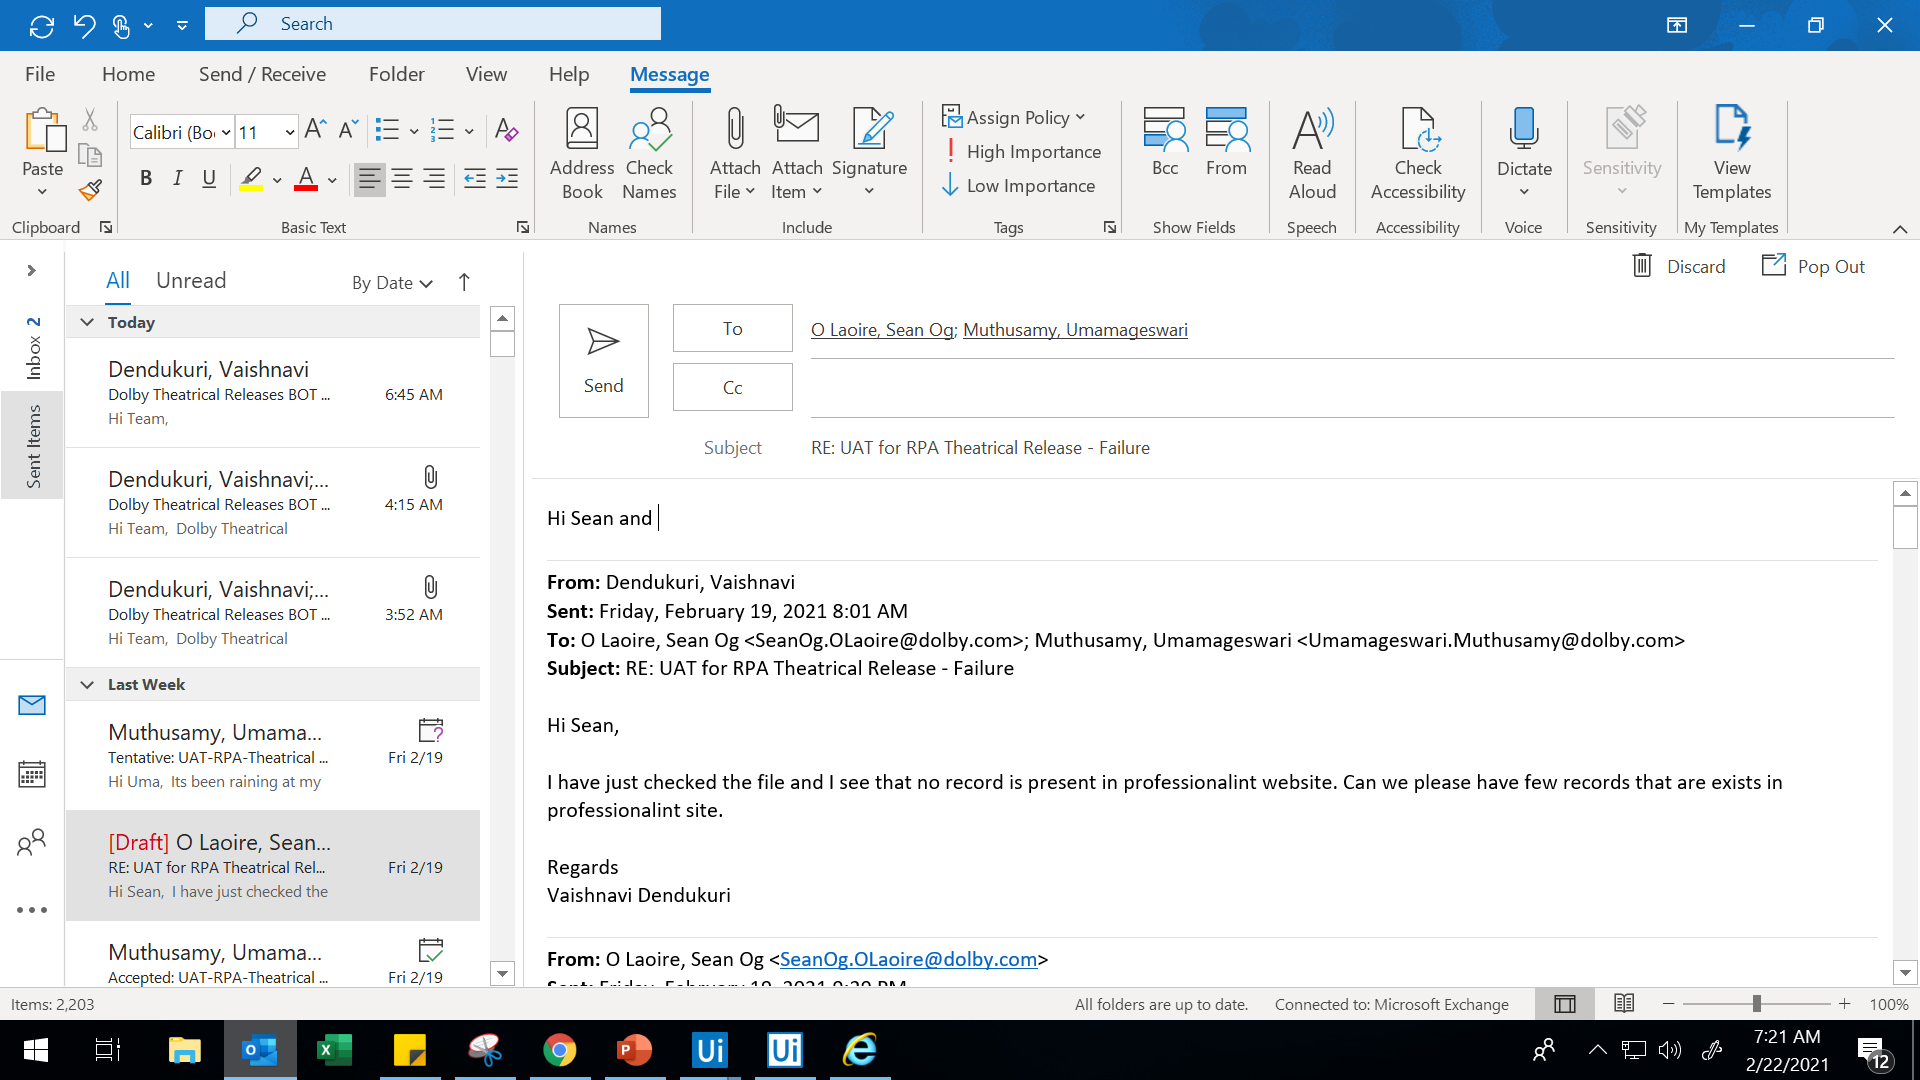 Search
File Home Send / Receive Folder View Help Message
Paste
Clipboard
Calibri (Bo 11
B I U A
Basic Text
Address Book
Check Names
Names
Attach File
Attach Item
Signature
Include
Assign Policy
High Importance
Low Importance
Tags
Bcc
From
Show Fields
Read Aloud
Speech
Check Accessibility
Accessibility
Dictate
Voice
Sensitivity
Sensitivity
View Templates
My Templates
Inbox 2
Sent Items
All Unread By Date
Today
Dendukuri, Vaishnavi
Dolby Theatrical Releases BOT ... 6:45 AM
Hi Team,
Dendukuri, Vaishnavi;...
Dolby Theatrical Releases BOT ... 4:15 AM
Hi Team, Dolby Theatrical
Dendukuri, Vaishnavi;...
Dolby Theatrical Releases BOT ... 3:52 AM
Hi Team, Dolby Theatrical
Last Week
Muthusamy, Umama...
Tentative: UAT-RPA-Theatrical ... Fri 2/19
Hi Uma, Its been raining at my
[Draft] O Laoire, Sean...
RE: UAT for RPA Theatrical Rel... Fri 2/19
Hi Sean, I have just checked the
Muthusamy, Umama...
Accepted: UAT-RPA-Theatrical ... Fri 2/19
Discard Pop Out
Send
To O Laoire, Sean Og; Muthusamy, Umamageswari
Cc
Subject RE: UAT for RPA Theatrical Release - Failure
Hi Sean and
From: Dendukuri, Vaishnavi
Sent: Friday, February 19, 2021 8:01 AM
To: O Laoire, Sean Og <SeanOg.OLaoire@dolby.com>; Muthusamy, Umamageswari <Umamageswari.Muthusamy@dolby.com>
Subject: RE: UAT for RPA Theatrical Release - Failure
Hi Sean,
I have just checked the file and I see that no record is present in professionalint website. Can we please have few records that are exists in
professionalint site.
Regards
Vaishnavi Dendukuri
From: O Laoire, Sean Og <SeanOg.OLaoire@dolby.com>
Items: 2,203 All folders are up to date. Connected to: Microsoft Exchange 100%
7:21 AM
2/22/2021
12